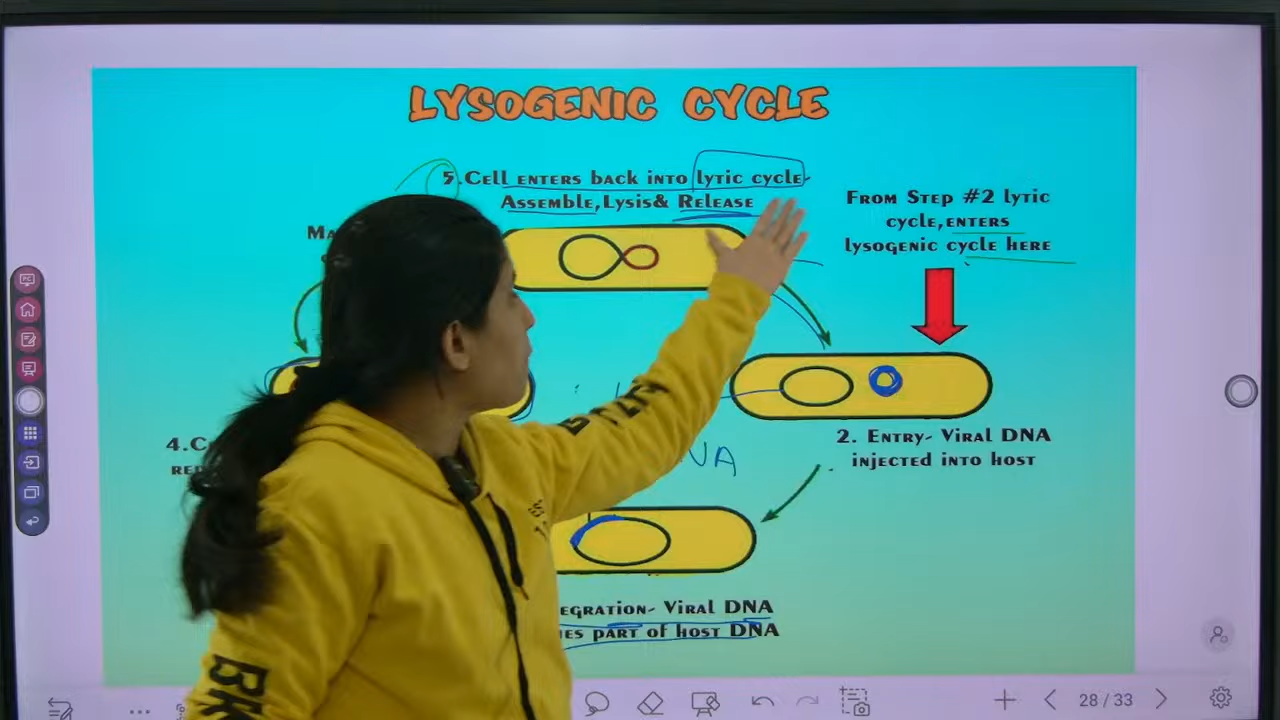 LYSOGENIC CYCLE
5.Cell enters back into lytic cycle-
Assemble,Lysis& Release
From Step #2 lytic
cycle,enters
lysogenic cycle here
2. Entry- Viral DNA
injected into host
DNA
4.
egration- Viral DNA
es part of host DNA
28 / 33